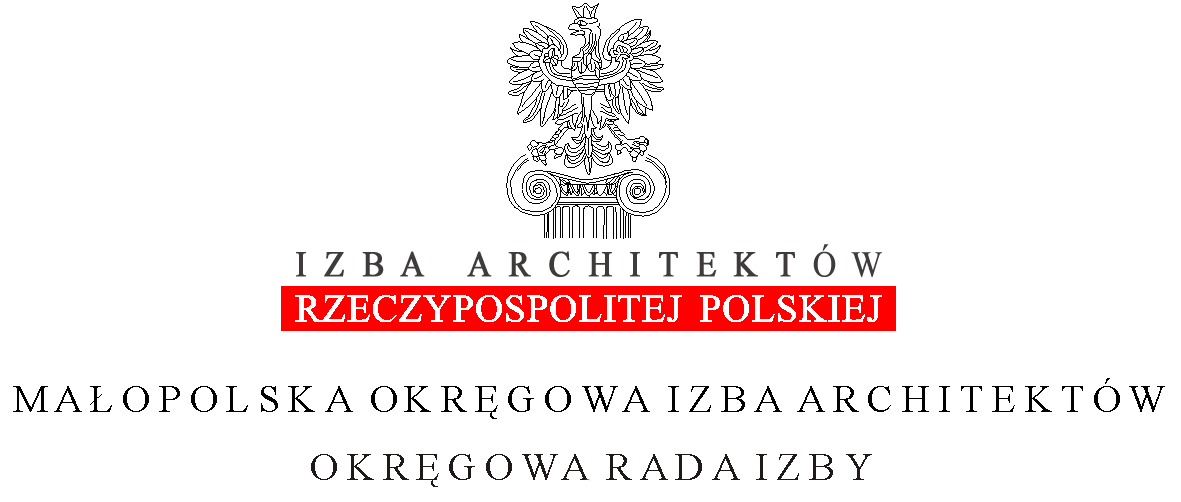 IZBA ARCHITEKTÓW
RZECZYPOSPOLITEJ POLSKIEJ
MAŁOPOLSKA OKRĘGOWA IZBA ARCHITEKTÓW
OKRĘGOWA RADA IZBY